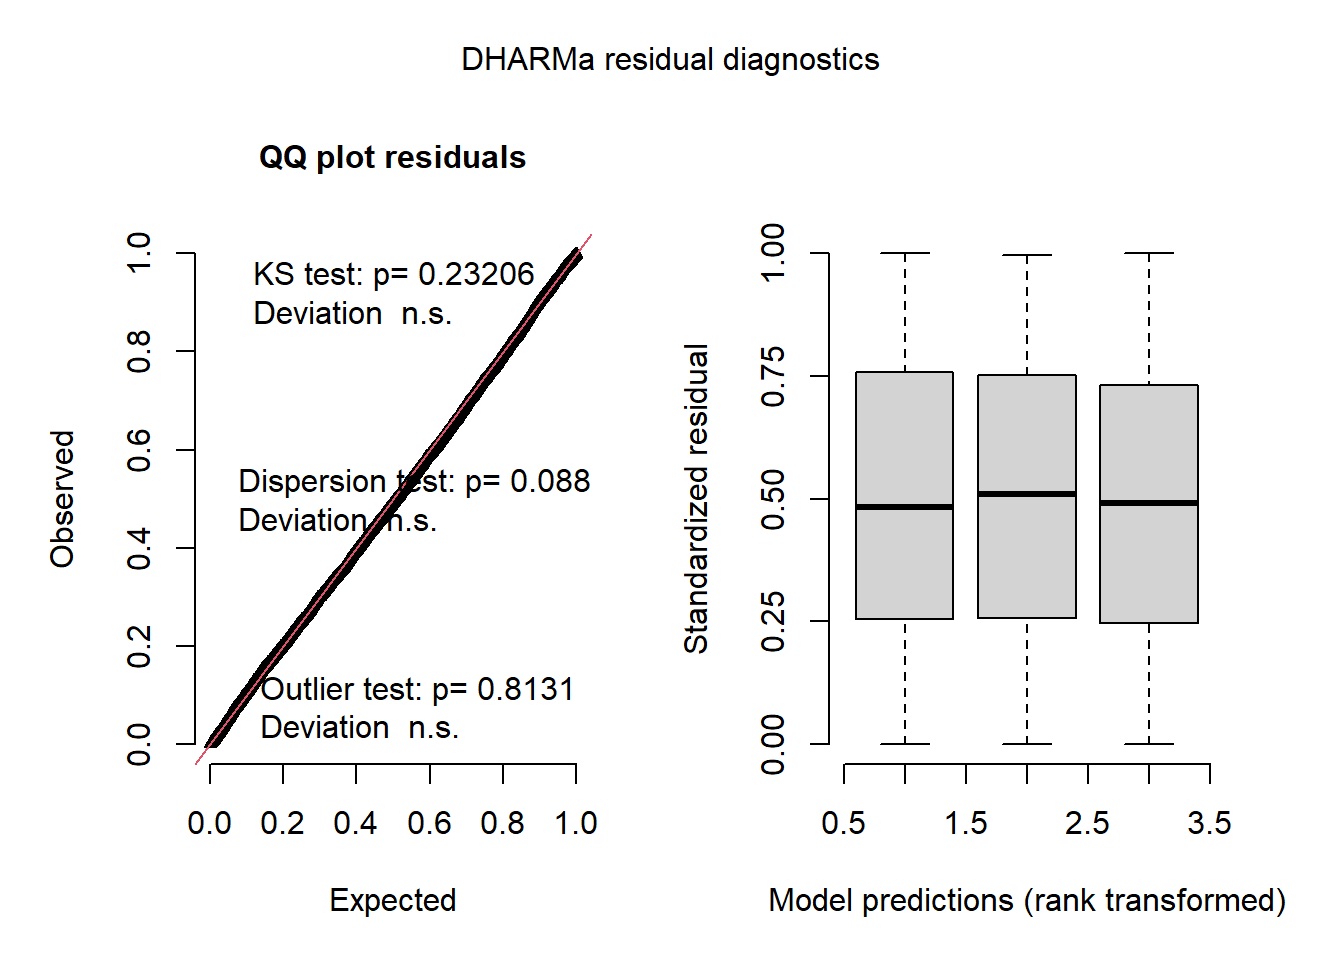 DHARMa residual diagnostics
QQ plot residuals
KS test: p= 0.23206
Deviation  n.s.
Dispersion test: p= 0.088
Deviation  n.s.
Outlier test: p= 0.8131
Deviation  n.s.
Observed
0.0 0.2 0.4 0.6 0.8 1.0
0.0 0.2 0.4 0.6 0.8 1.0
Expected
Standardized residual
0.00 0.25 0.50 0.75 1.00
0.5 1.5 2.5 3.5
Model predictions (rank transformed)